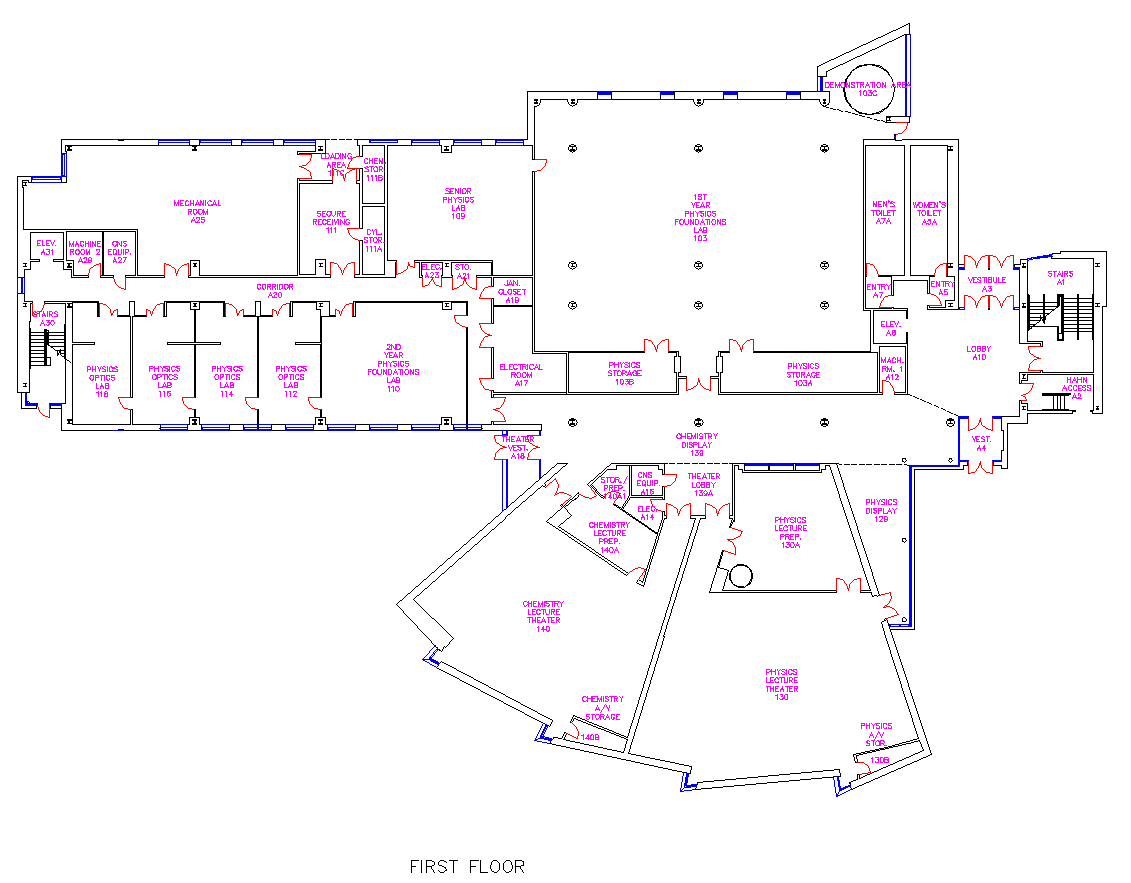 DEMONSTRATION AREA
103C
LOADING
AREA
111C
CHEM.
STOR.
111B
MECHANICAL
ROOM
A25
SENIOR
PHYSICS
LAB
109
1ST
YEAR
PHYSICS
FOUNDATIONS
LAB
103
MEN'S
TOILET
A7A
WOMEN'S
TOILET
A5A
SECURE
RECEIVING
111
CYL.
STOR.
111A
ELEV.
A31
MACHINE
ROOM 2
CNS
EQUIP.
A27
ELEC.
A23
STO.
A21
JAN.
CLOSET
A19
CORRIDOR
A20
ENTRY
A7
ENTRY
A5
VESTIBULE
A3
STAIRS
A1
STAIRS
A30
ELEV.
LOBBY
A10
PHYSICS
OPTICS
LAB
PHYSICS
OPTICS
LAB
PHYSICS
OPTICS
LAB
114
PHYSICS
OPTICS
LAB
112
2ND
YEAR
PHYSICS
FOUNDATIONS
LAB
110
ELECTRICAL
ROOM
A17
PHYSICS
STORAGE
103B
PHYSICS
STORAGE
103A
MACH.
RM. 1
A12
HAHN
ACCESS
A2
THEATER
VEST.
CHEMISTRY
DISPLAY
139
VEST.
A4
STOR./
PREP.
140A1
CNS
EQUIP.
THEATER
LOBBY
139A
ELEC.
A14
PHYSICS
DISPLAY
129
CHEMISTRY
LECTURE
PREP.
140A
PHYSICS
LECTURE
PREP.
130A
CHEMISTRY
LECTURE
THEATER
140
PHYSICS
LECTURE
THEATER
130
CHEMISTRY
A/V
STORAGE
140B
PHYSICS
A/V
STOR.
130B
FIRST FLOOR